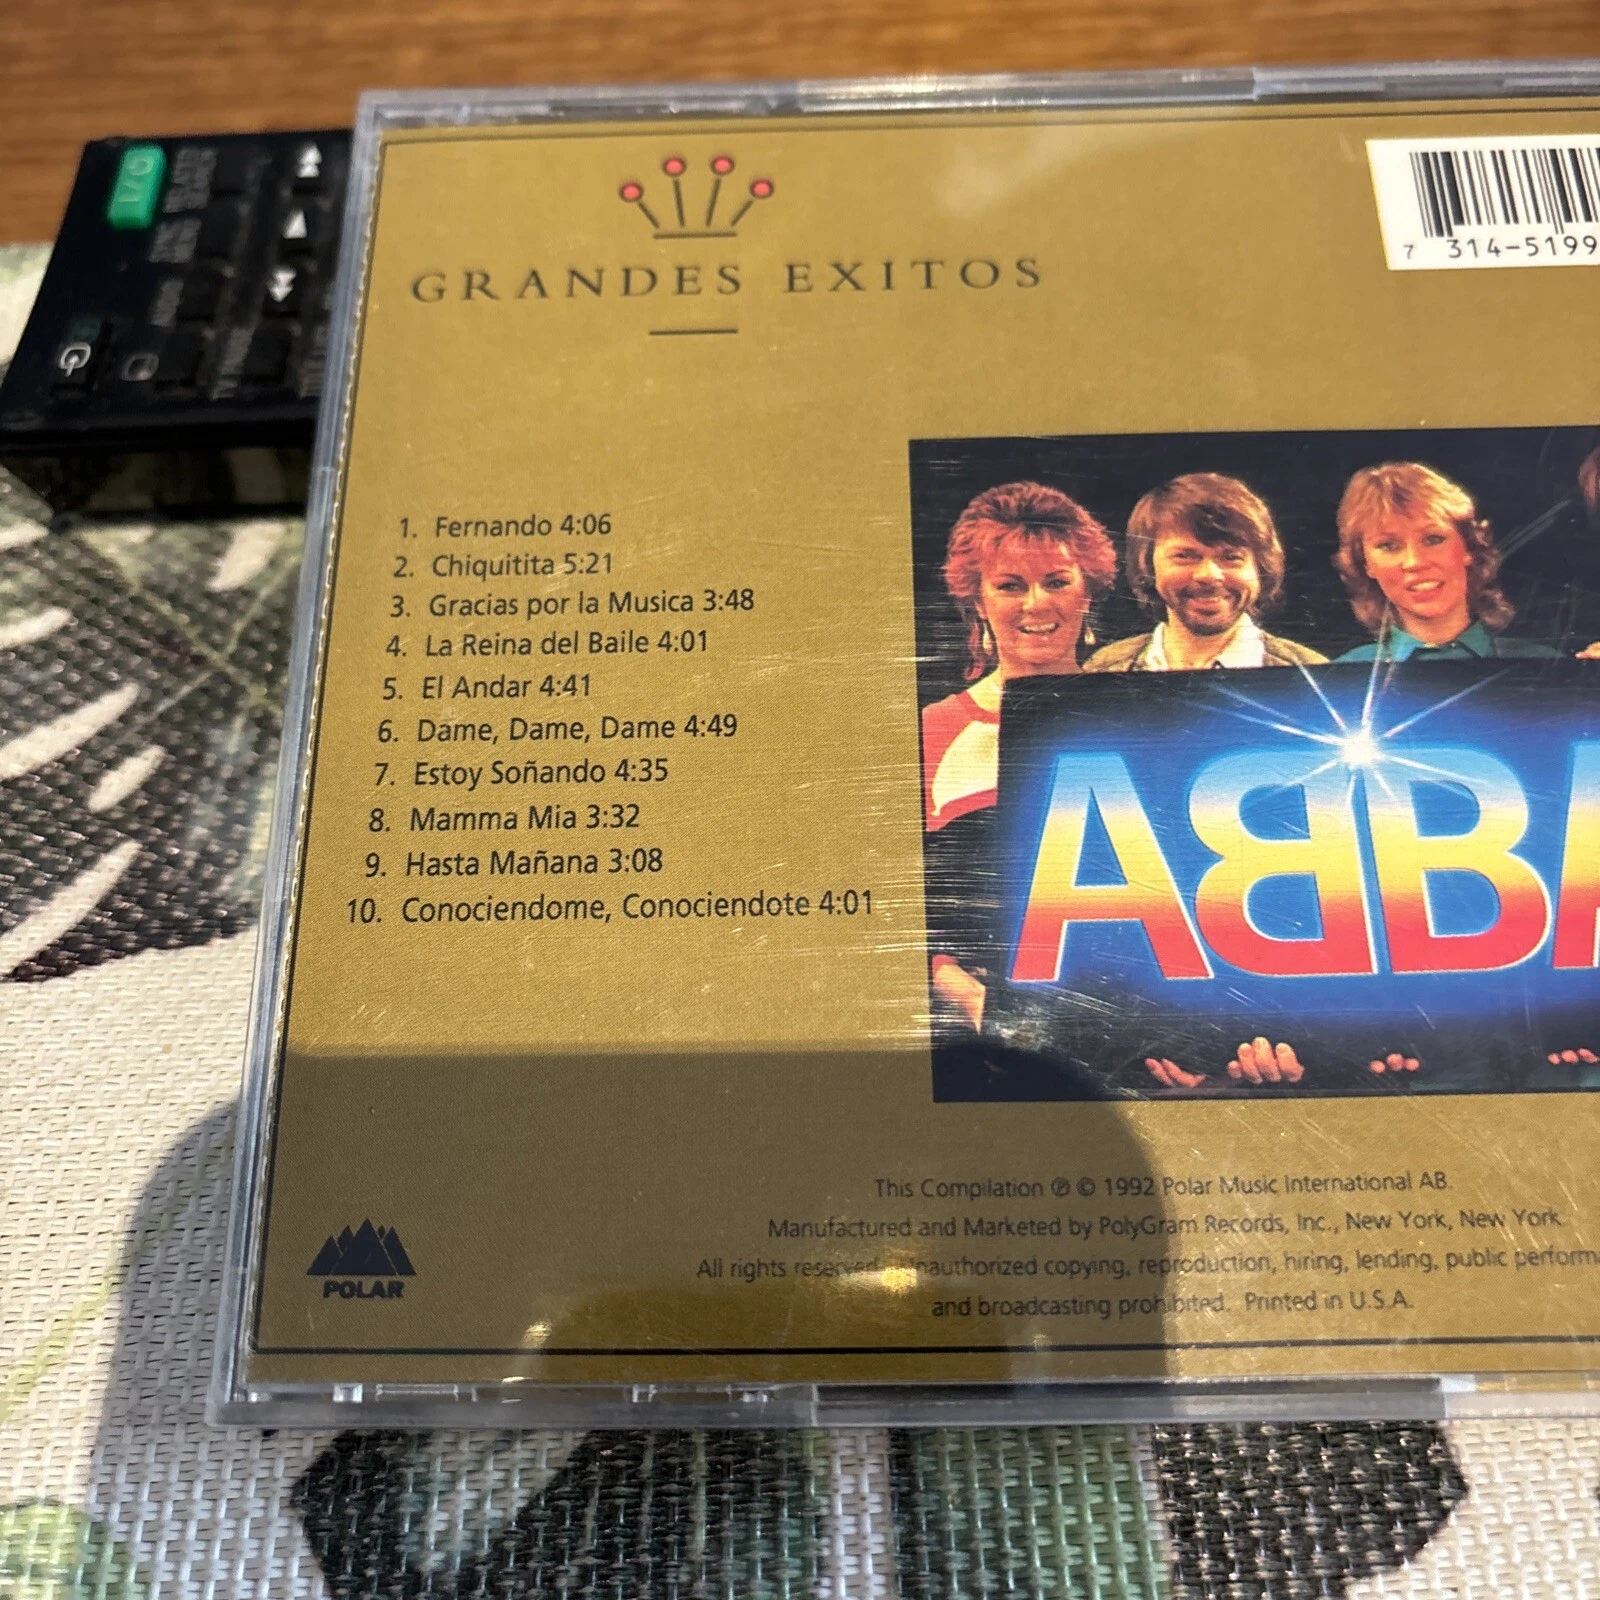 GRANDES EXITOS
7 314-5199
1. Fernando 4:06
2. Chiquitita 5:21
3. Gracias por la Musica 3:48
4. La Reina del Baile 4:01
5. El Andar 4:41
6. Dame, Dame, Dame 4:49
7. Estoy Soñando 4:35
8. Mamma Mia 3:32
9. Hasta Mañana 3:08
10. Conociendome, Conociendote 4:01
ABBA
This Compilation ℗ © 1992 Polar Music International AB.
Manufactured and Marketed by PolyGram Records, Inc., New York, New York
All rights reserved. Unauthorized copying, reproduction, hiring, lending, public perform
and broadcasting prohibited. Printed in U.S.A.
POLAR